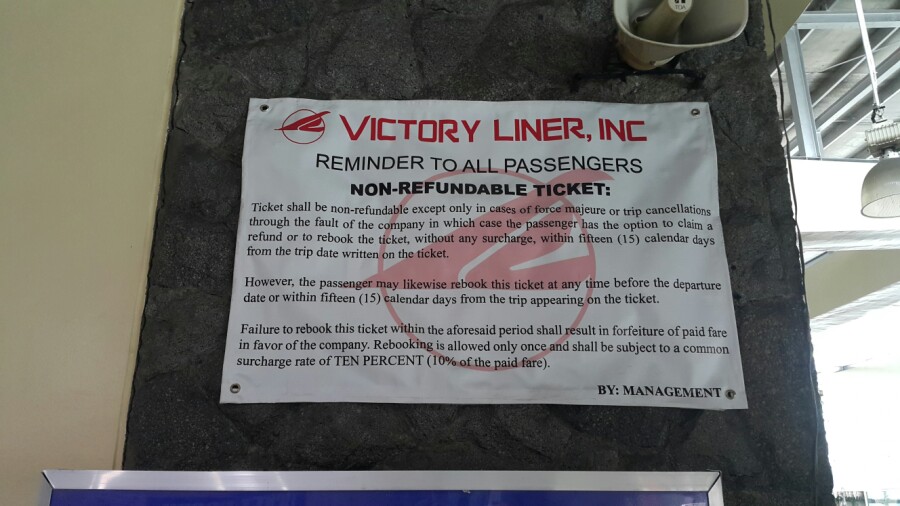 VICTORY LINER, INC
REMINDER TO ALL PASSENGERS
NON-REFUNDABLE TICKET:
Ticket shall be non-refundable except only in cases of force majeure or trip cancellations
through the fault of the company in which case the passenger has the option to claim a
refund or to rebook the ticket, without any surcharge, within fifteen (15) calendar days
from the trip date written on the ticket.
However, the passenger may likewise rebook this ticket at any time before the departure
date or within fifteen (15) calendar days from the trip appearing on the ticket.
Failure to rebook this ticket within the aforesaid period shall result in forfeiture of paid fare
in favor of the company. Rebooking is allowed only once and shall be subject to a common
surcharge rate of TEN PERCENT (10% of the paid fare).
BY: MANAGEMENT